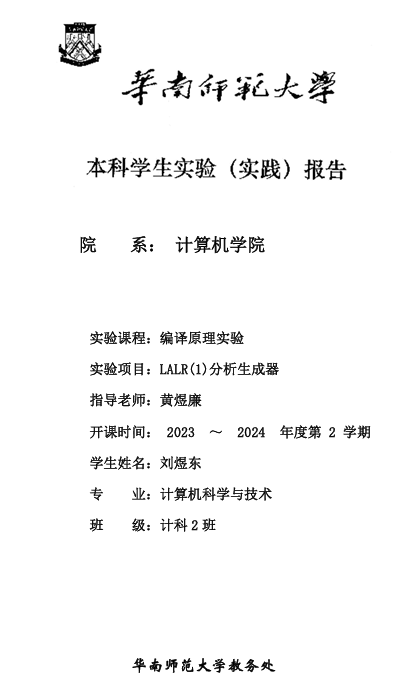 華南师範大学
本科学生实验（实践）报告
院 系： 计算机学院
实验课程：编译原理实验
实验项目：LALR(1)分析生成器
指导老师：黄煜廉
开课时间： 2023 ～ 2024 年度第 2 学期
学生姓名：刘煜东
专 业：计算机科学与技术
班 级：计科2班
华南师范大学教务处